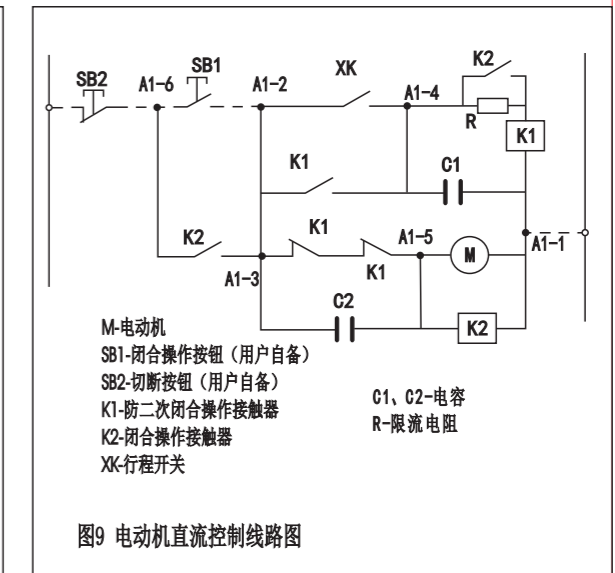 SB2
A1-6
SB1
A1-2
XK
A1-4
K2
R
K1
K1
C1
K2
A1-3
K1
K1
A1-5
M
A1-1
C2
K2
M-电动机
SB1-闭合操作按钮（用户自备）
SB2-切断按钮（用户自备）
K1-防二次闭合操作接触器
K2-闭合操作接触器
XK-行程开关
C1、C2-电容
R-限流电阻
图9 电动机直流控制线路图